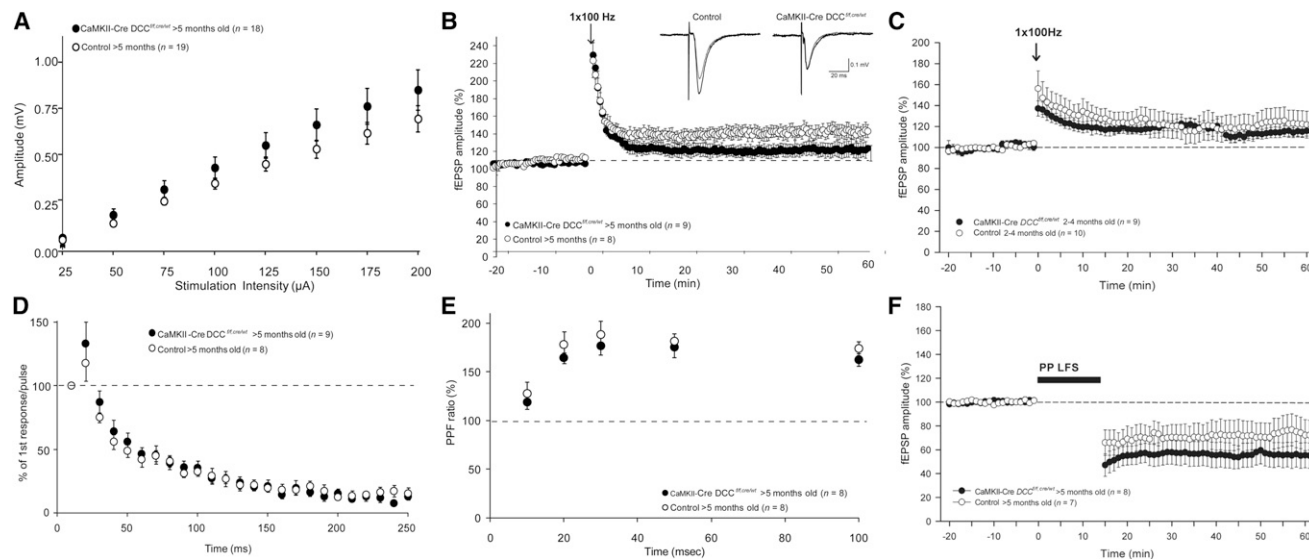 A
CaMKII-Cre DCC f/f,cre/wt >5 months old (n = 18)
Control >5 months (n = 19)
1.00
0.75
0.50
0.25
0.00
Amplitude (mV)
25 50 75 100 125 150 175 200
Stimulation Intensity (µA)
B
1x100 Hz
Control
CaMKII-Cre DCC f/f,cre/wt
0.1 mV
20 ms
240
220
200
180
160
140
120
100
80
60
40
20
0
fEPSP amplitude (%)
CaMKII-Cre DCC f/f,cre/wt >5 months old (n = 9)
Control >5 months (n = 8)
-20 -10 0 10 20 30 40 50 60
Time (min)
C
1x100Hz
200
180
160
140
120
100
80
60
40
20
0
fEPSP amplitude (%)
CaMKII-Cre DCC f/f,cre/wt 2-4 months old (n = 9)
Control 2-4 months old (n = 10)
-20 -10 0 10 20 30 40 50 60
Time (min)
D
150
100
50
0
% of 1st response/pulse
CaMKII-Cre DCC f/f,cre/wt >5 months old (n = 9)
Control >5 months old (n = 8)
0 50 100 150 200 250
Time (ms)
E
200
150
100
50
0
PPF ratio (%)
CaMKII-Cre DCC f/f,cre/wt >5 months old (n = 8)
Control >5 months old (n = 8)
0 20 40 60 80 100
Time (msec)
F
PP LFS
180
160
140
120
100
80
60
40
20
0
fEPSP amplitude (%)
CaMKII-Cre DCC f/f,cre/wt >5 months old (n = 8)
Control >5 months old (n = 7)
-20 -10 0 10 20 30 40 50 60
Time (min)